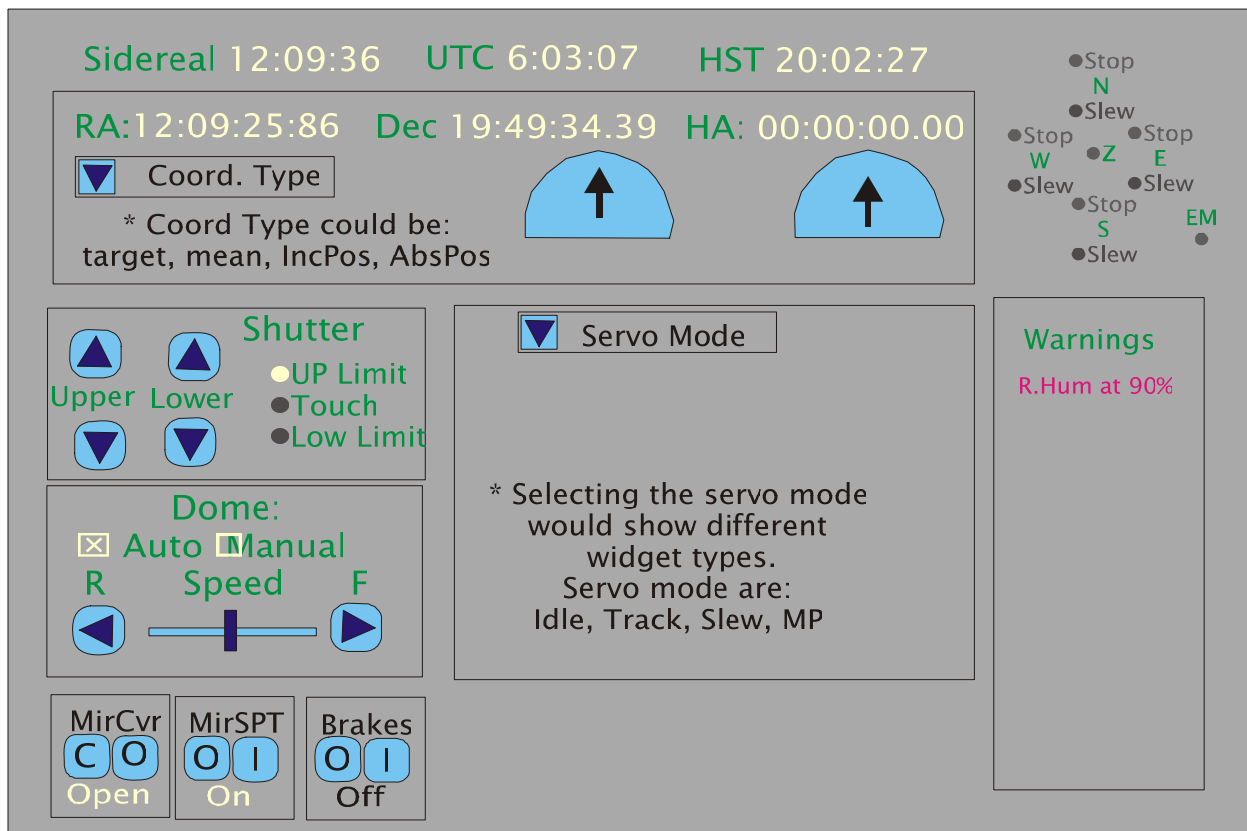 Sidereal 12:09:36 UTC 6:03:07 HST 20:02:27
RA:12:09:25:86 Dec 19:49:34.39 HA: 00:00:00.00
Coord. Type
* Coord Type could be:
target, mean, IncPos, AbsPos
Stop
N
Slew
Stop
W
Slew
Z
Stop
E
Slew
Stop
S
Slew
EM
Shutter
Upper Lower
UP Limit
Touch
Low Limit
Servo Mode
* Selecting the servo mode
would show different
widget types.
Servo mode are:
Idle, Track, Slew, MP
Warnings
R.Hum at 90%
Dome:
Auto Manual
R Speed F
MirCvr
C O
Open
MirSPT
O I
On
Brakes
O I
Off